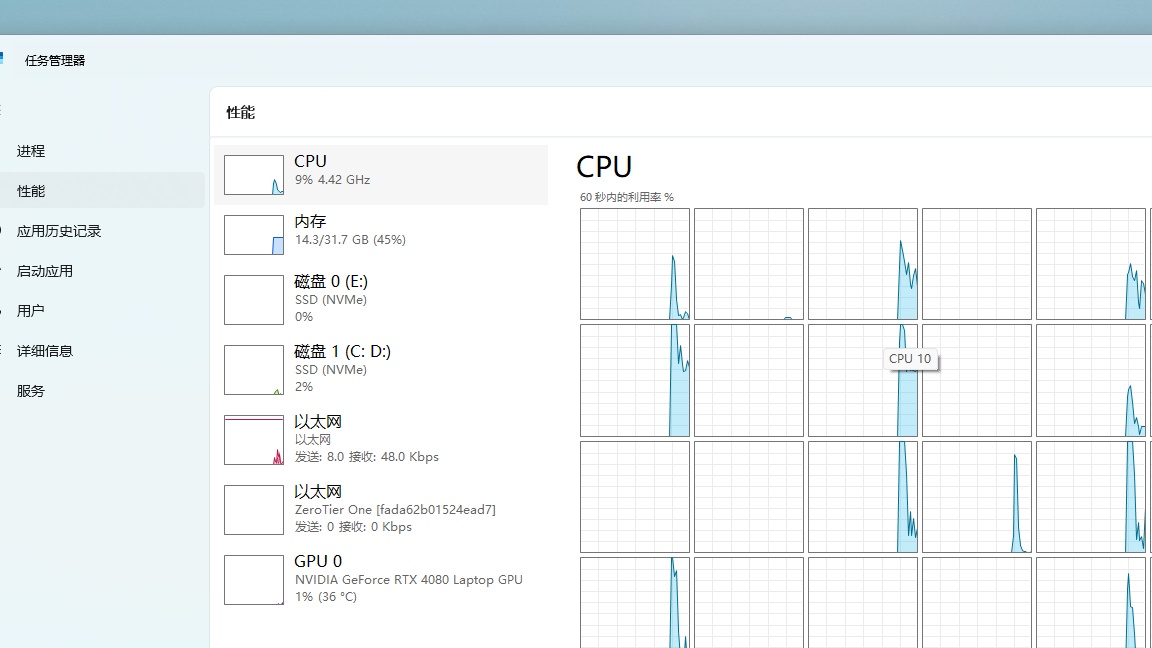 任务管理器
进程
性能
应用历史记录
启动应用
用户
详细信息
服务
性能
CPU
9% 4.42 GHz
内存
14.3/31.7 GB (45%)
磁盘 0 (E:)
SSD (NVMe)
0%
磁盘 1 (C: D:)
SSD (NVMe)
2%
以太网
以太网
发送: 8.0 接收: 48.0 Kbps
以太网
ZeroTier One [fada62b01524ead7]
发送: 0 接收: 0 Kbps
GPU 0
NVIDIA GeForce RTX 4080 Laptop GPU
1% (36 °C)
CPU
60 秒内的利用率 %
CPU 10